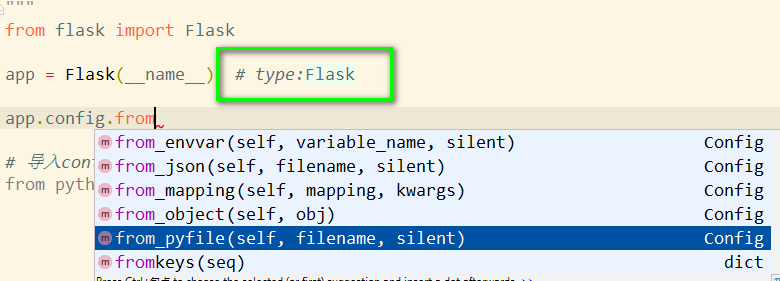 """
from flask import Flask
app = Flask(__name__) # type:Flask
app.config.from
from_envvar(self, variable_name, silent) Config
from_json(self, filename, silent) Config
# 导入conf
from_mapping(self, mapping, kwargs) Config
from pyth
from_object(self, obj) Config
from_pyfile(self, filename, silent) Config
fromkeys(seq) dict